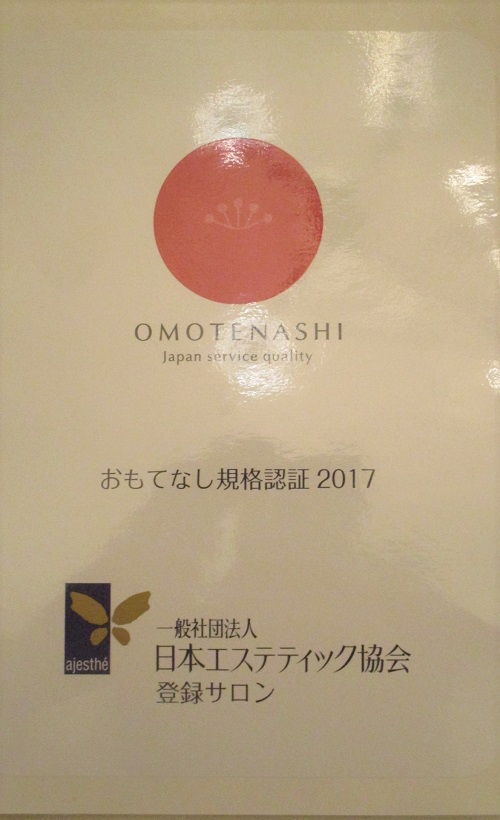 OMOTENASHI
Japan service quality
おもてなし規格認証 2017
ajesthé
一般社団法人
日本エステティック協会
登録サロン